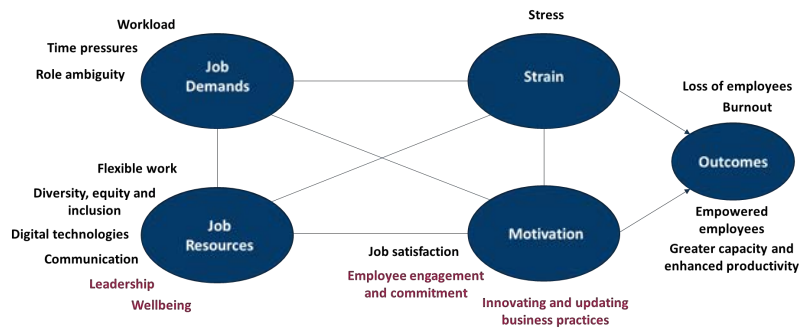 Workload
Time pressures
Role ambiguity
Job
Demands
Stress
Strain
Loss of employees
Burnout
Outcomes
Empowered
employees
Greater capacity and
enhanced productivity
Flexible work
Diversity, equity and
inclusion
Digital technologies
Communication
Leadership
Wellbeing
Job
Resources
Job satisfaction
Employee engagement
and commitment
Motivation
Innovating and updating
business practices